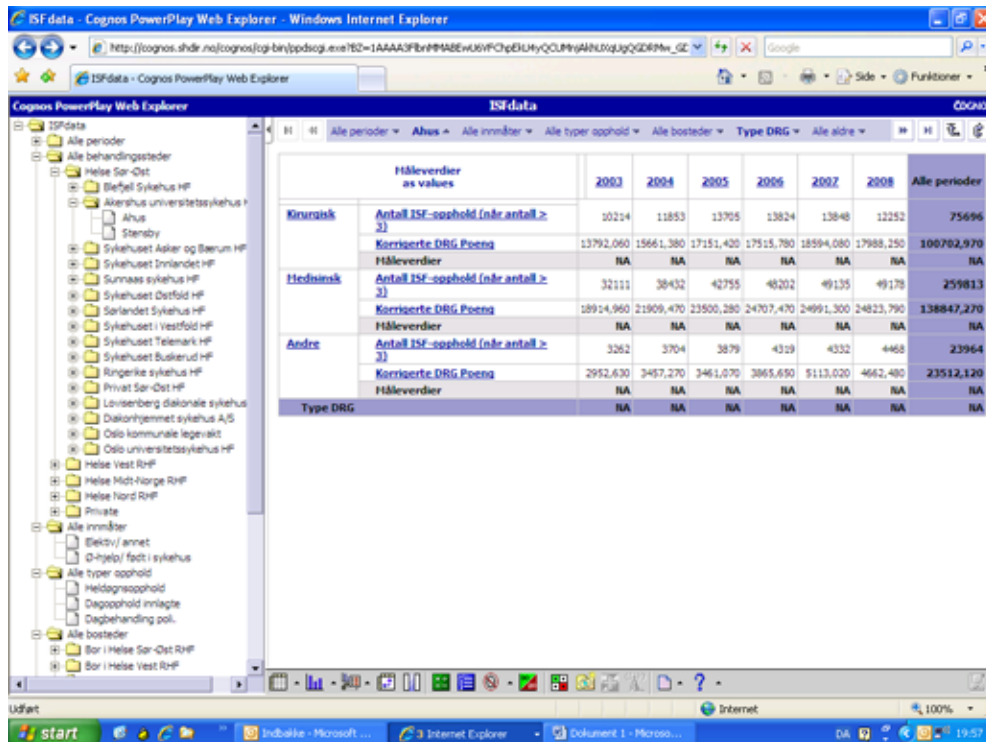 ISFdata - Cognos PowerPlay Web Explorer - Windows Internet Explorer
Google
ISFdata - Cognos PowerPlay Web Explorer
Side Funktioner
Cognos PowerPlay Web Explorer ISFdata
Alle perioder Ahus Alle innmåter Alle typer opphold Alle bosteder Type DRG Alle aldre
ISFdata
Alle perioder
Alle behandlingssteder
Helse Sør-Øst
Blefjell Sykehus HF
Akershus universitetssykehus H
Ahus
Stensby
Sykehuset Asker og Bærum HF
Sykehuset Innlandet HF
Sunnaas sykehus HF
Sykehuset Østfold HF
Sørlandet Sykehus HF
Sykehuset i Vestfold HF
Sykehuset Telemark HF
Sykehuset Buskerud HF
Ringerike sykehus HF
Privat Sør-Øst HF
Lovisenberg diakonale sykehus
Diakonhjemmet sykehus A/S
Oslo kommunale legevakt
Oslo universitetssykehus HF
Helse Vest RHF
Helse Midt-Norge RHF
Helse Nord RHF
Private
Alle innmåter
Elektiv/ annet
Ø-hjelp/ født i sykehus
Alle typer opphold
Heldøgnsopphold
Dagopphold innlagte
Dagbehandling pol.
Alle bosteder
Bor i Helse Sør-Øst RHF
Bor i Helse Vest RHF
Måleverdier
as values 2003 2004 2005 2006 2007 2008 Alle perioder
Kirurgisk Antall ISF-opphold (når antall >
3) 10214 11853 13705 13824 13848 12252 75696
Korrigerte DRG Poeng 13792,060 15661,380 17151,420 17515,780 18594,080 17988,250 100702,970
Måleverdier NA NA NA NA NA NA NA
Medisinsk Antall ISF-opphold (når antall >
3) 32111 38432 42755 48202 49135 49178 259813
Korrigerte DRG Poeng 18914,960 21909,470 23500,280 24707,470 24991,300 24823,790 138847,270
Måleverdier NA NA NA NA NA NA NA
Andre Antall ISF-opphold (når antall >
3) 3262 3704 3879 4319 4332 4468 23964
Korrigerte DRG Poeng 2952,630 3457,270 3461,070 3865,650 5113,020 4662,480 23512,120
Måleverdier NA NA NA NA NA NA NA
Type DRG NA NA NA NA NA NA NA
Udført Internet 100%
start Indbakke - Microsoft ... 3 Internet Explorer Dokument 1 - Microso... DA 19:57